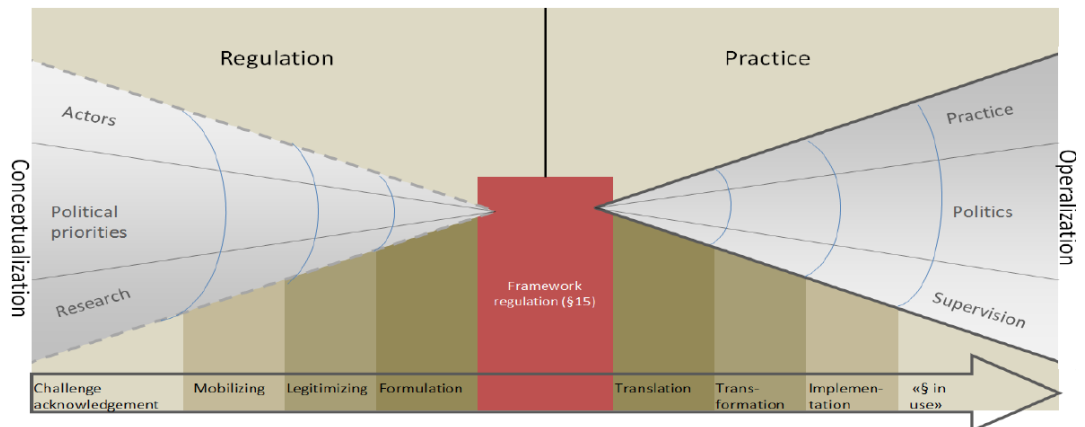 Regulation
Practice
Conceptualization
Actors
Political
priorities
Research
Framework
regulation (§15)
Practice
Politics
Supervision
Operalization
Challenge
acknowledgement
Mobilizing
Legitimizing
Formulation
Translation
Trans-
formation
Implemen-
tation
«§ in
use»